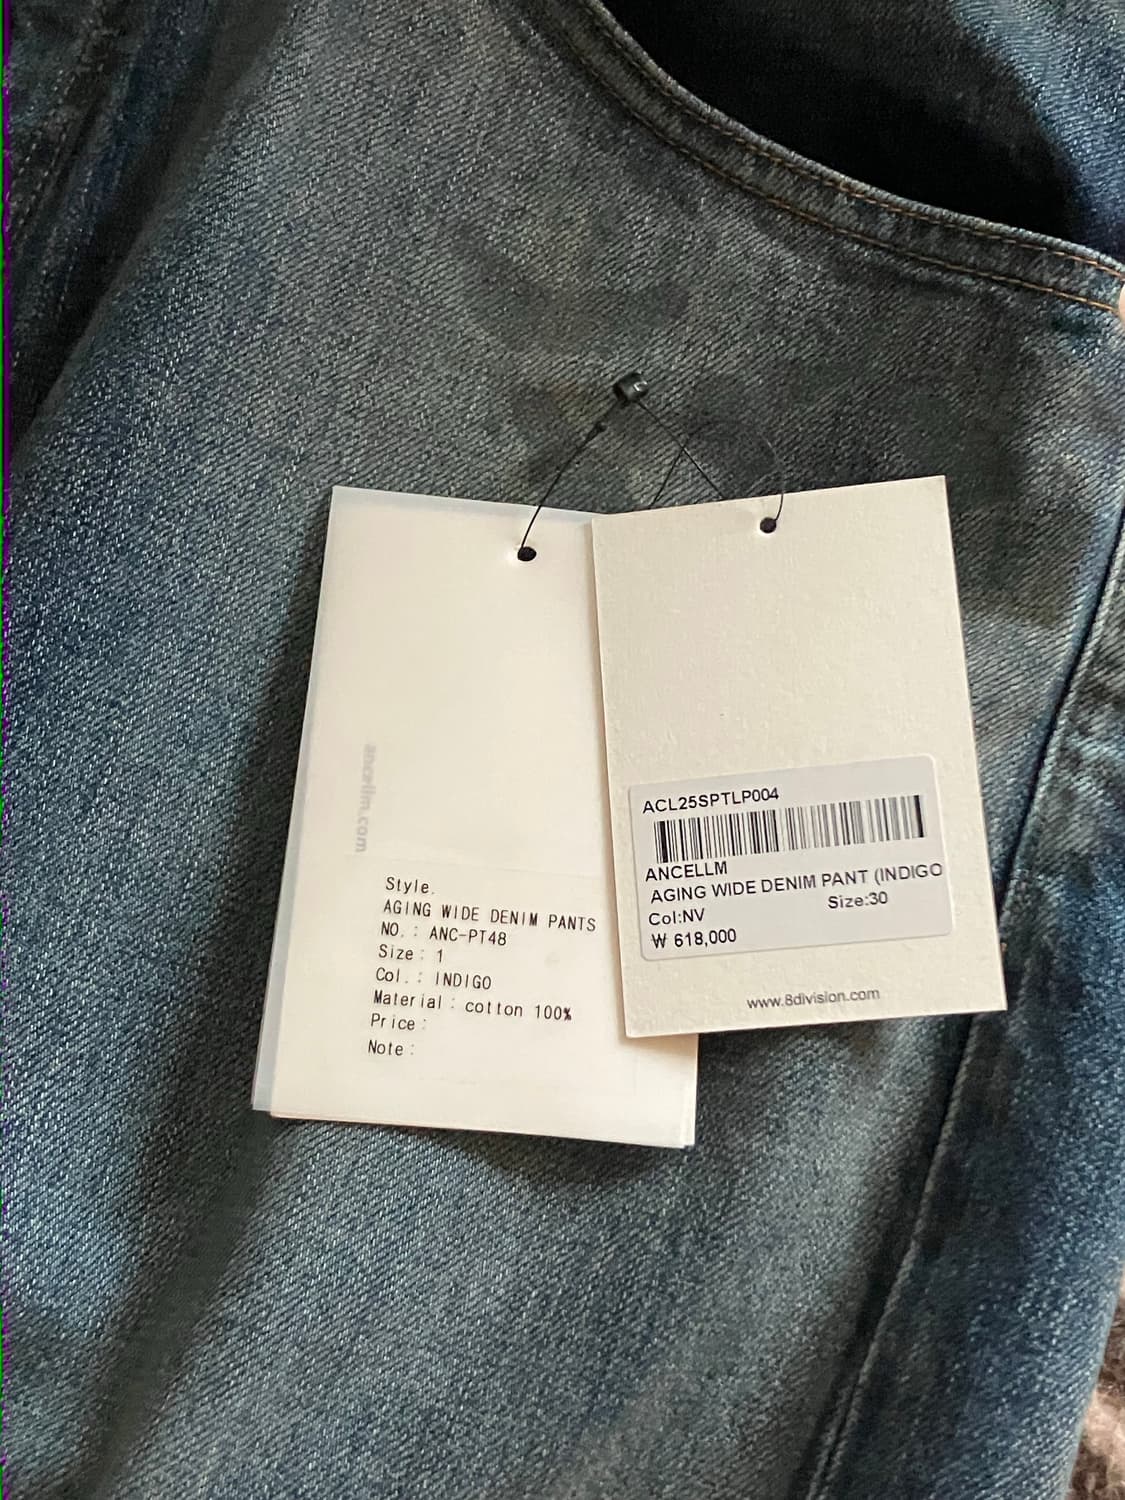 ancellm.com
Style.
AGING WIDE DENIM PANTS
NO. : ANC-PT48
Size : 1
Col. : INDIGO
Material : cotton 100%
Price :
Note :
ACL25SPTLP004
ANCELLM
AGING WIDE DENIM PANT (INDIGO
Col:NV Size:30
₩ 618,000
www.8division.com